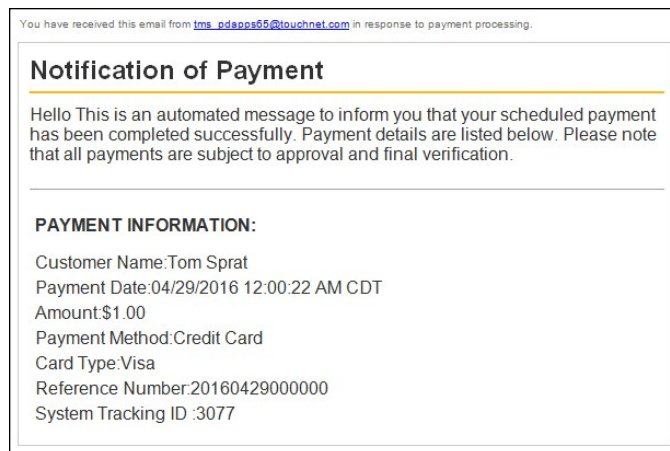 You have received this email from tms_pdapps65@touchnet.com in response to payment processing.
Notification of Payment
Hello This is an automated message to inform you that your scheduled payment
has been completed successfully. Payment details are listed below. Please note
that all payments are subject to approval and final verification.
PAYMENT INFORMATION:
Customer Name:Tom Sprat
Payment Date:04/29/2016 12:00:22 AM CDT
Amount:$1.00
Payment Method:Credit Card
Card Type:Visa
Reference Number:20160429000000
System Tracking ID :3077